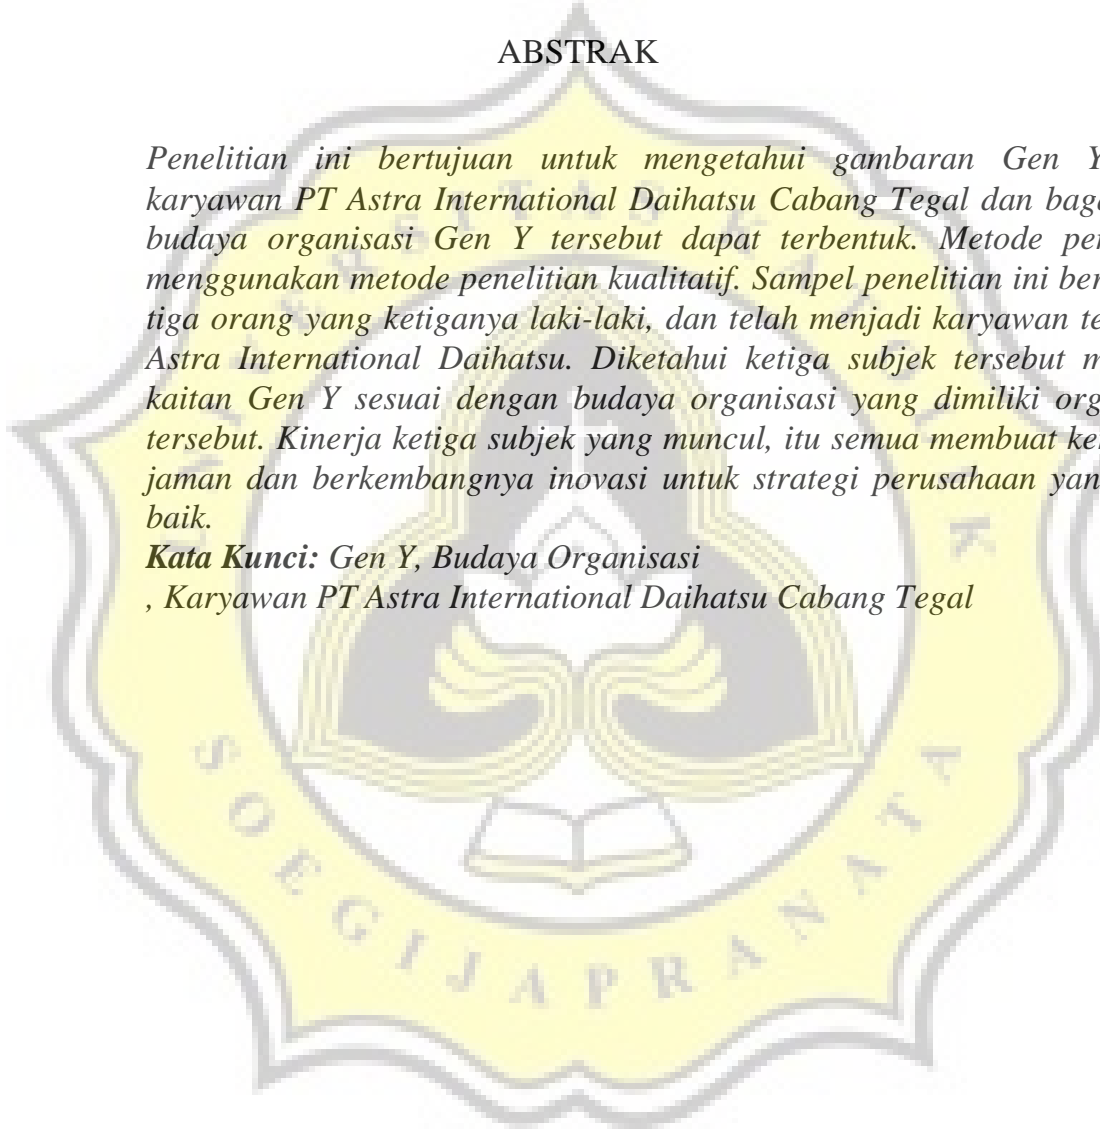 ABSTRAK
Penelitian ini bertujuan untuk mengetahui gambaran Gen Y
karyawan PT Astra International Daihatsu Cabang Tegal dan
budaya organisasi Gen Y tersebut dapat terbentuk. Metode
menggunakan metode penelitian kualitatif. Sampel penelitian ini
tiga orang yang ketiganya laki-laki, dan telah menjadi karyawan
Astra International Daihatsu. Diketahui ketiga subjek tersebut
kaitan Gen Y sesuai dengan budaya organisasi yang dimiliki
tersebut. Kinerja ketiga subjek yang muncul, itu semua membuat
jaman dan berkembangnya inovasi untuk strategi perusahaan
baik.
Kata Kunci: Gen Y, Budaya Organisasi
, Karyawan PT Astra International Daihatsu Cabang Tegal
SOEGIJAPRANATA